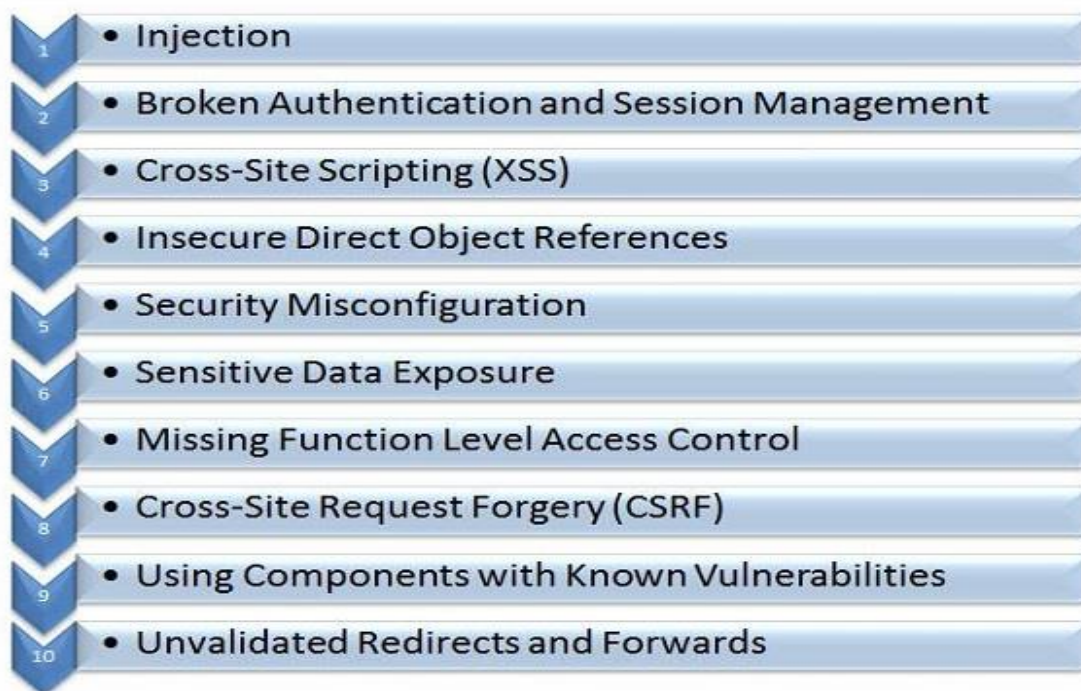 1 • Injection
2 • Broken Authentication and Session Management
3 • Cross-Site Scripting (XSS)
4 • Insecure Direct Object References
5 • Security Misconfiguration
6 • Sensitive Data Exposure
7 • Missing Function Level Access Control
8 • Cross-Site Request Forgery (CSRF)
9 • Using Components with Known Vulnerabilities
10 • Unvalidated Redirects and Forwards